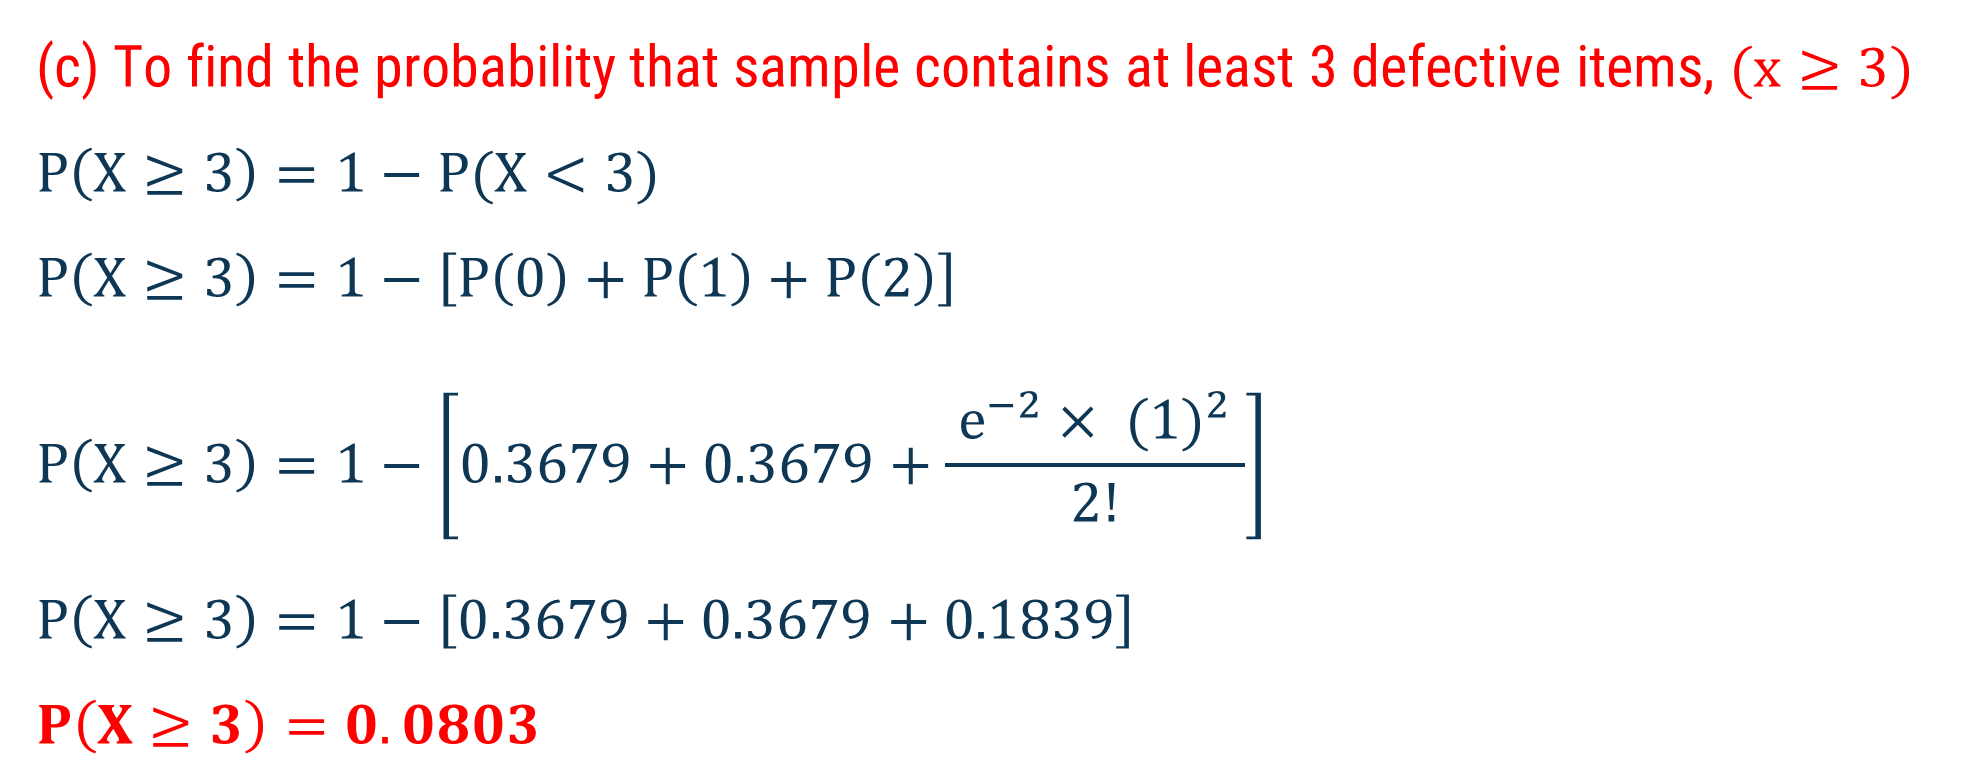 (c) To find the probability that sample contains at least 3 defective items, (x ≥ 3)
P(X ≥ 3) = 1 − P(X < 3)
P(X ≥ 3) = 1 − [P(0) + P(1) + P(2)]
P(X ≥ 3) = 1 − [0.3679 + 0.3679 + \frac{e^{−2} × (1)^2}{2!}]
P(X ≥ 3) = 1 − [0.3679 + 0.3679 + 0.1839]
P(X ≥ 3) = 0.0803